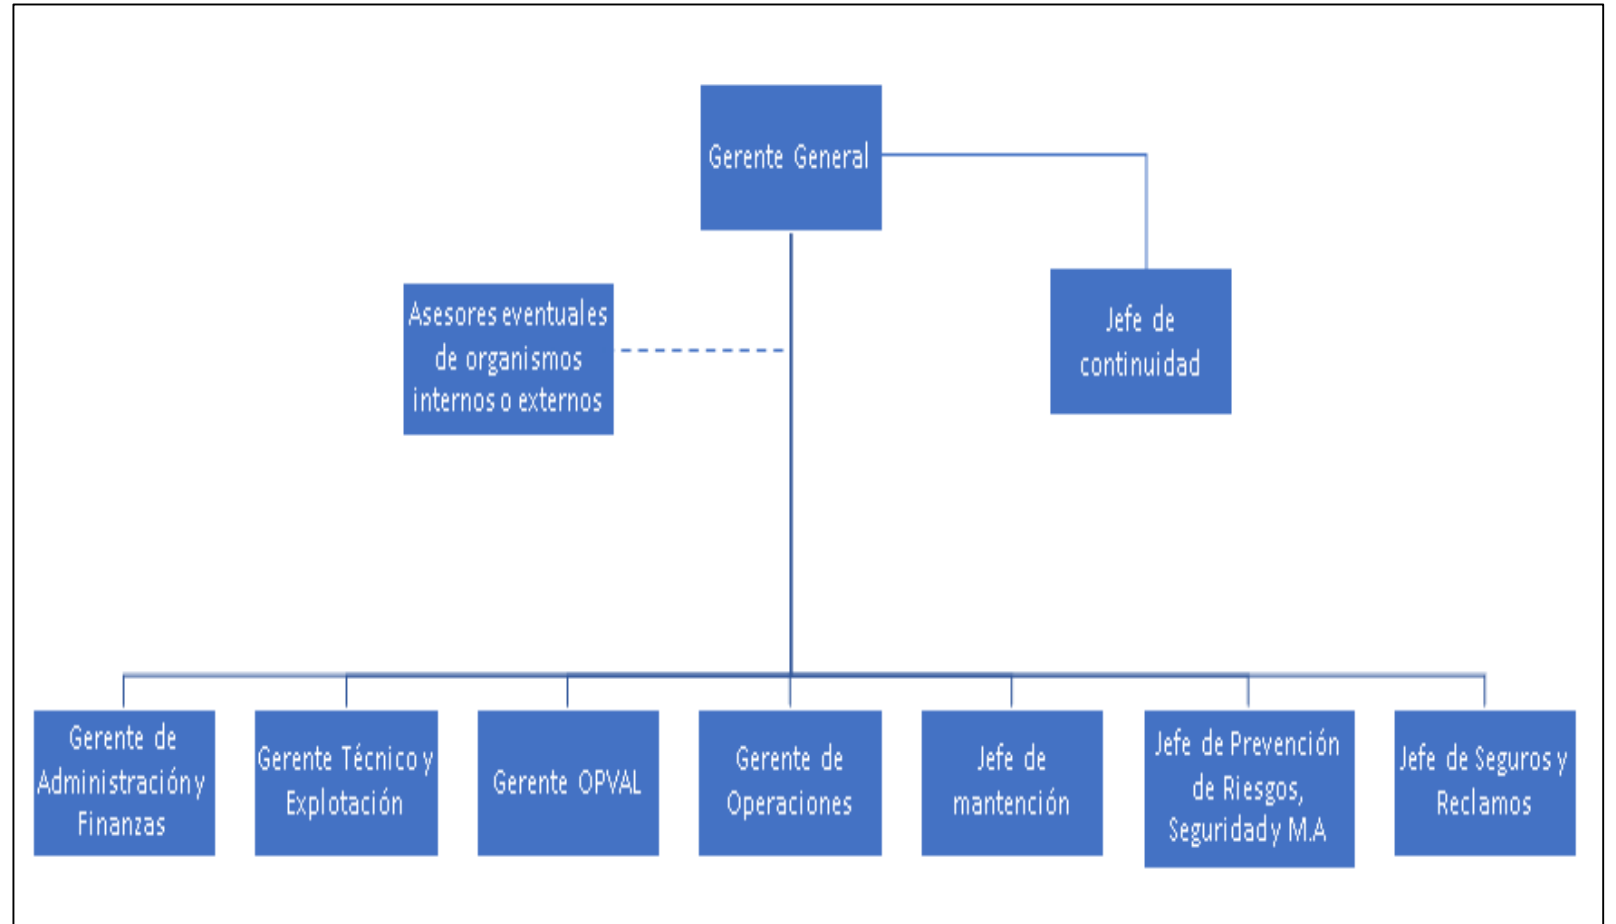 Gerente General
Asesores eventuales
de organismos
internos o externos
Jefe de
continuidad
Gerente de
Administración y
Finanzas
Gerente Técnico y
Explotación
Gerente OPVAL
Gerente de
Operaciones
Jefe de
mantención
Jefe de Prevención
de Riesgos,
Seguridad y M.A
Jefe de Seguros y
Reclamos